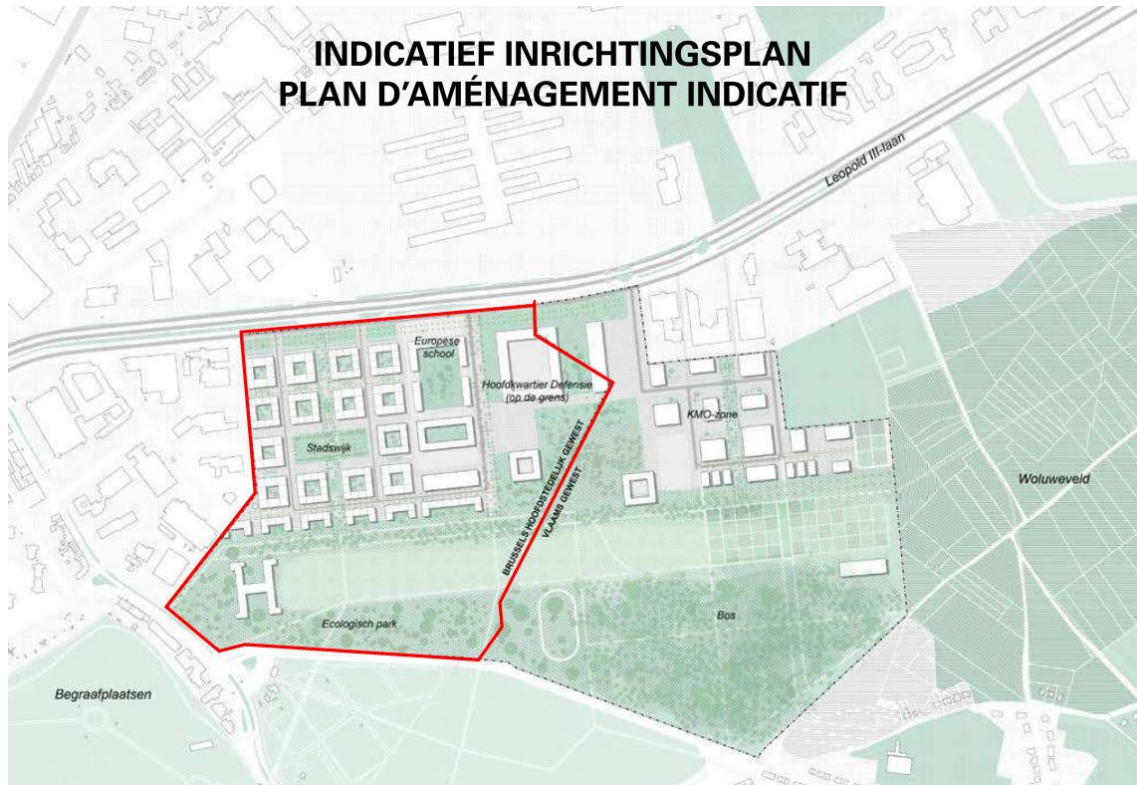 INDICATIEF INRICHTINGSPLAN
PLAN D'AMÉNAGEMENT INDICATIF
Leopold III-laan
Europese
school
Hoofdkwartier Defensie
(op de grens)
KMO-zone
Stadswijk
BRUSSELS HOOFDSTEDELIJK GEWEST
VLAAMS GEWEST
Woluweveld
Ecologisch park
Bos
Begraafplaatsen